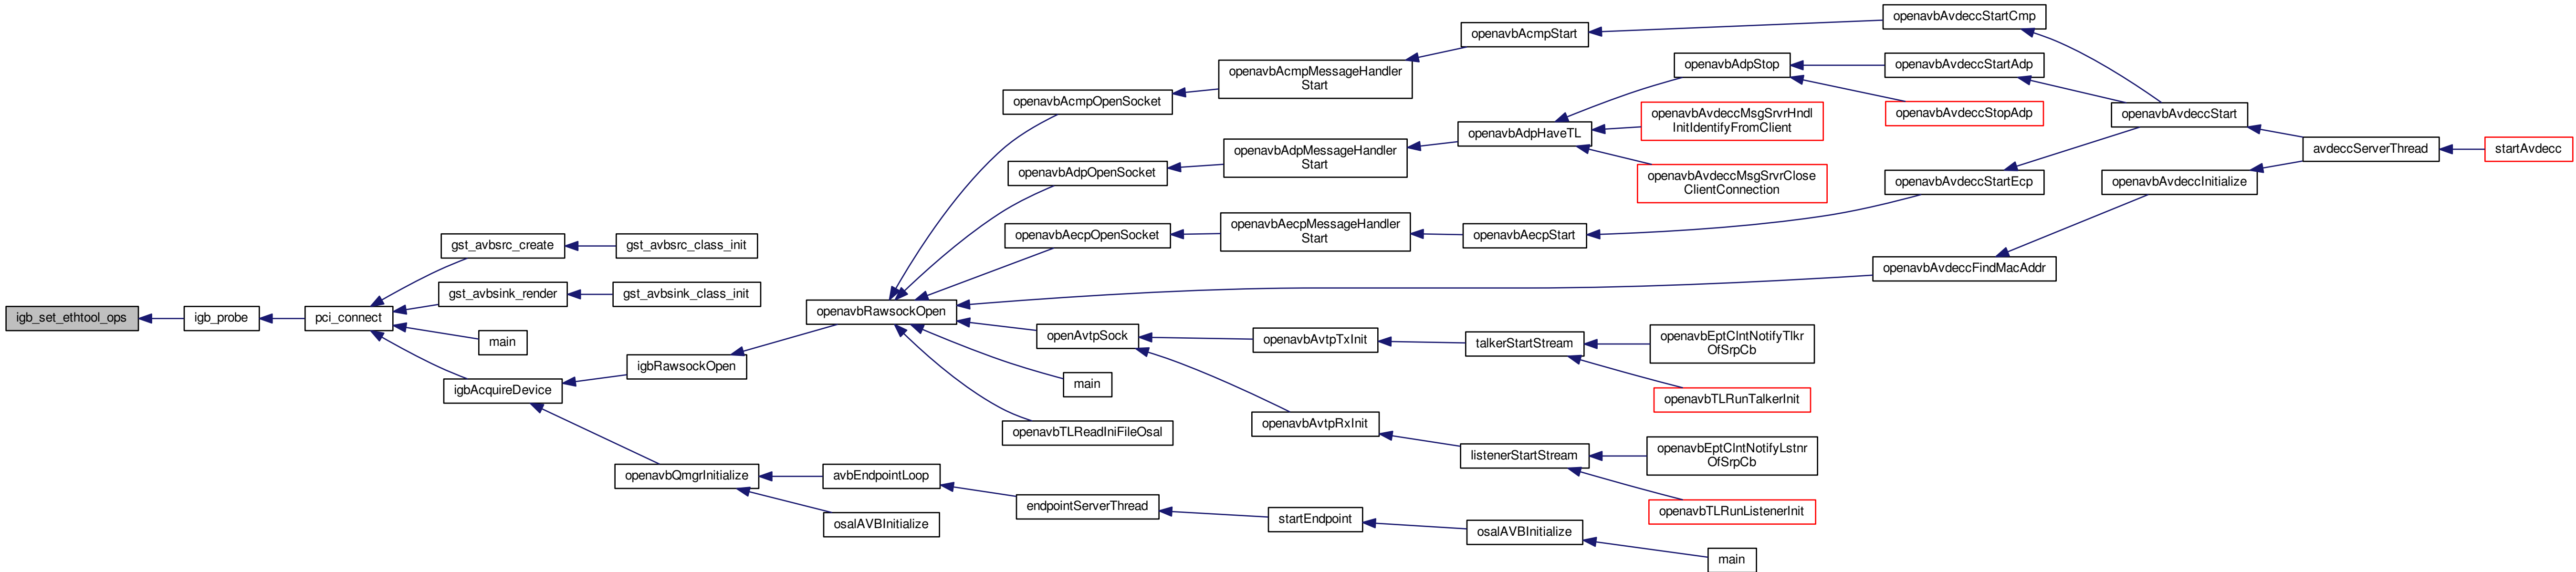 igb_set_ethtool_ops
igb_probe
pci_connect
gst_avbsrc_create
gst_avbsrc_class_init
gst_avbsink_render
gst_avbsink_class_init
main
igbAcquireDevice
igbRawsockOpen
openavbQmgrInitialize
avbEndpointLoop
osalAVBInitialize
openavbRawsockOpen
openavbAcmpOpenSocket
openavbAcmpMessageHandler
Start
openavbAcmpStart
openavbAvdeccStartCmp
openavbAdpOpenSocket
openavbAdpMessageHandler
Start
openavbAdpHaveTL
openavbAdpStop
openavbAvdeccStartAdp
openavbAvdeccStopAdp
openavbAvdeccMsgSrvrHndl
InitIdentifyFromClient
openavbAvdeccMsgSrvrClose
ClientConnection
openavbAvdeccStart
avdeccServerThread
startAvdecc
openavbAecpOpenSocket
openavbAecpMessageHandler
Start
openavbAecpStart
openavbAvdeccStartEcp
openavbAvdeccInitialize
openavbAvdeccFindMacAddr
openAvtpSock
openavbAvtpTxInit
talkerStartStream
openavbEptClntNotifyTlkr
OfSrpCb
openavbTLRunTalkerInit
main
openavbTLReadIniFileOsal
openavbAvtpRxInit
listenerStartStream
openavbEptClntNotifyLstnr
OfSrpCb
openavbTLRunListenerInit
endpointServerThread
startEndpoint
osalAVBInitialize
main